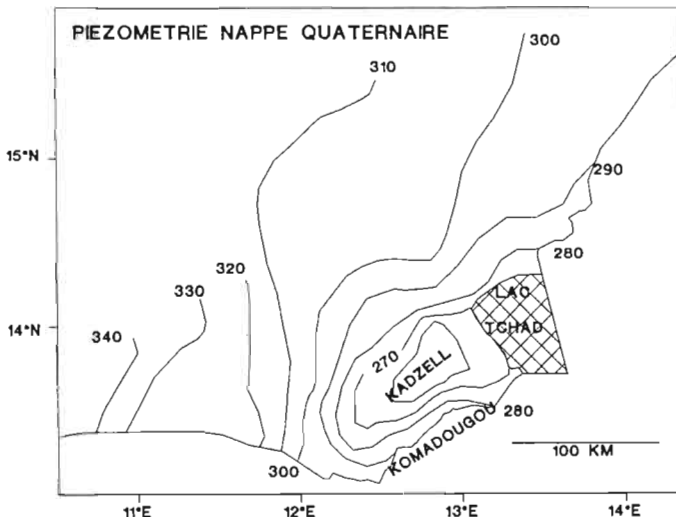 PIEZOMETRIE NAPPE QUATERNAIRE
300
310
15°N
290
280
320
330
LAC
340
14°N
TCHAD
270
KADZELL
280
KOMADOUGOU
100 KM
300
11°E
12°E
13°E
14°E